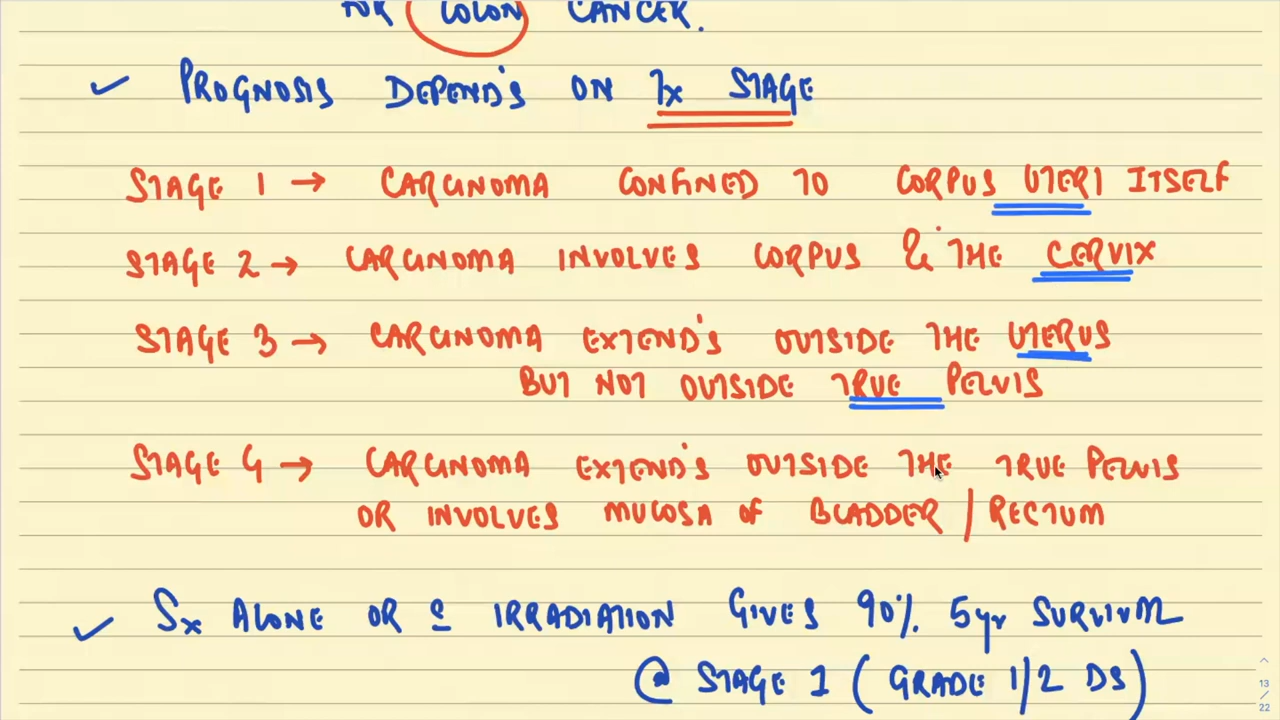 FOR COLON CANCER.
✓ PROGNOSIS DEPEND'S ON Tx STAGE
STAGE 1 → CARCINOMA CONFINED TO CORPUS UTERI ITSELF
STAGE 2 → CARCINOMA INVOLVES CORPUS & THE CERVIX
STAGE 3 → CARCINOMA EXTEND'S OUTSIDE THE UTERUS
BUT NOT OUTSIDE TRUE PELVIS
STAGE 4 → CARCINOMA EXTEND'S OUTSIDE THE TRUE PELVIS
OR INVOLVES MUCOSA OF BLADDER / RECTUM
✓ Sx ALONE OR c̄ IRRADIATION GIVES 90% 5yr SURVIVAL
@ STAGE 1 (GRADE 1/2 DS)
13
/
22